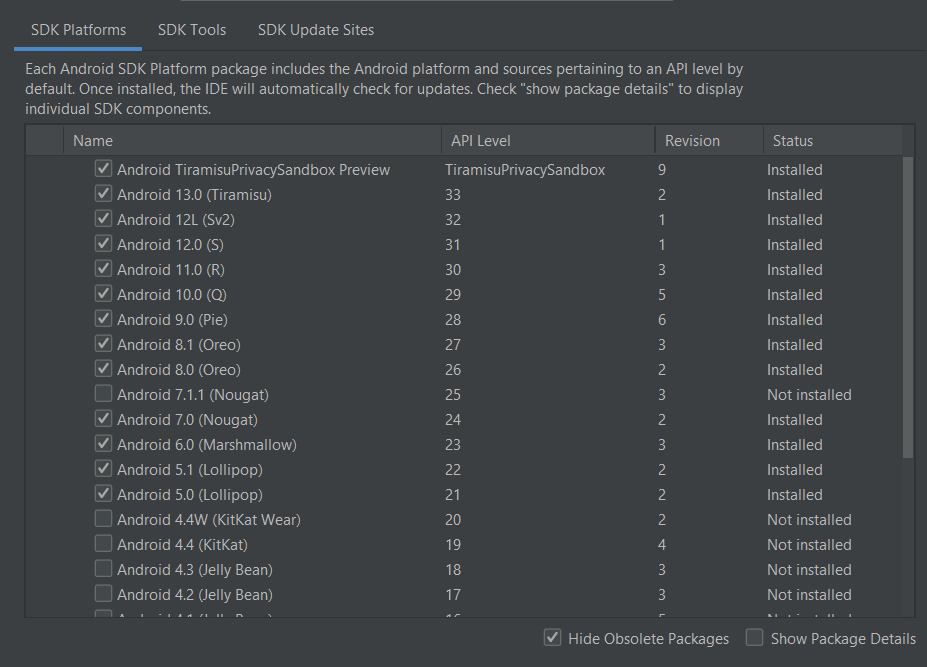 SDK Platforms SDK Tools SDK Update Sites
Each Android SDK Platform package includes the Android platform and sources pertaining to an API level by
default. Once installed, the IDE will automatically check for updates. Check "show package details" to display
individual SDK components.
Name API Level Revision Status
Android TiramisuPrivacySandbox Preview TiramisuPrivacySandbox 9 Installed
Android 13.0 (Tiramisu) 33 2 Installed
Android 12L (Sv2) 32 1 Installed
Android 12.0 (S) 31 1 Installed
Android 11.0 (R) 30 3 Installed
Android 10.0 (Q) 29 5 Installed
Android 9.0 (Pie) 28 6 Installed
Android 8.1 (Oreo) 27 3 Installed
Android 8.0 (Oreo) 26 2 Installed
Android 7.1.1 (Nougat) 25 3 Not installed
Android 7.0 (Nougat) 24 2 Installed
Android 6.0 (Marshmallow) 23 3 Installed
Android 5.1 (Lollipop) 22 2 Installed
Android 5.0 (Lollipop) 21 2 Installed
Android 4.4W (KitKat Wear) 20 2 Not installed
Android 4.4 (KitKat) 19 4 Not installed
Android 4.3 (Jelly Bean) 18 3 Not installed
Android 4.2 (Jelly Bean) 17 3 Not installed
Hide Obsolete Packages Show Package Details